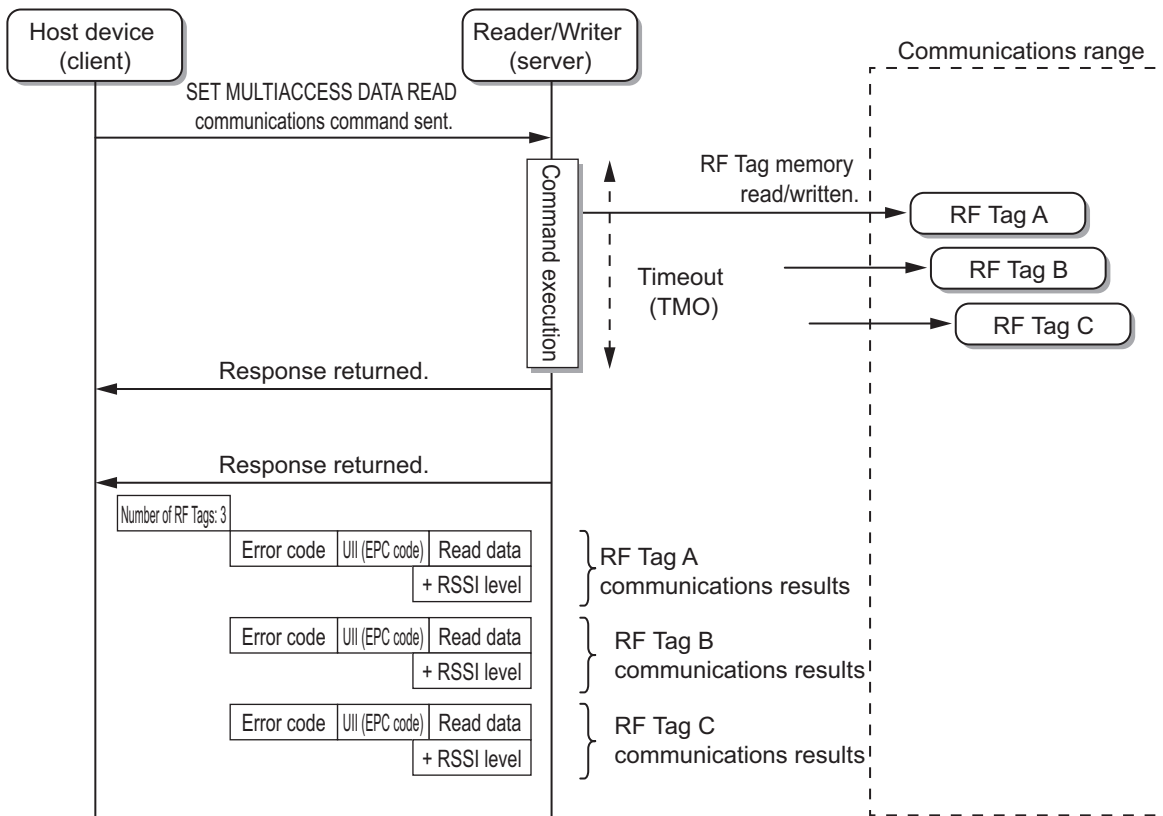 Host device
(client)
Reader/Writer
(server)
Communications range
SET MULTIACCESS DATA READ
communications command sent.
Command execution
RF Tag memory
read/written.
RF Tag A
Timeout
(TMO)
RF Tag B
RF Tag C
Response returned.
Response returned.
Number of RF Tags: 3
Error code UII (EPC code) Read data
+ RSSI level
RF Tag A
communications results
Error code UII (EPC code) Read data
+ RSSI level
RF Tag B
communications results
Error code UII (EPC code) Read data
+ RSSI level
RF Tag C
communications results